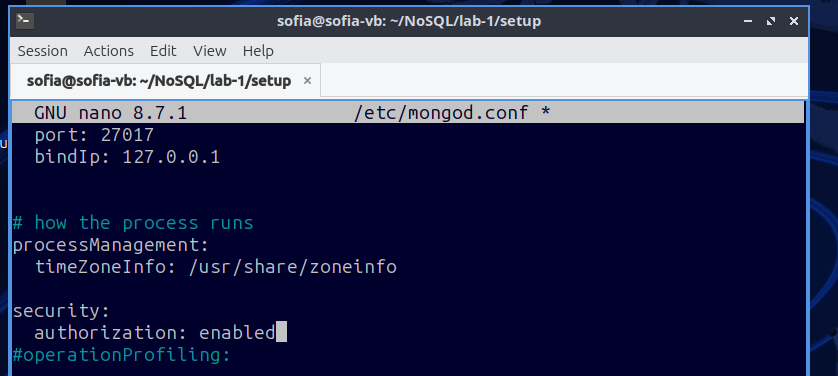 sofia@sofia-vb: ~/NoSQL/lab-1/setup
Session Actions Edit View Help
sofia@sofia-vb: ~/NoSQL/lab-1/setup ×
GNU nano 8.7.1 /etc/mongod.conf *
port: 27017
bindIp: 127.0.0.1
# how the process runs
processManagement:
timeZoneInfo: /usr/share/zoneinfo
security:
authorization: enabled
#operationProfiling: